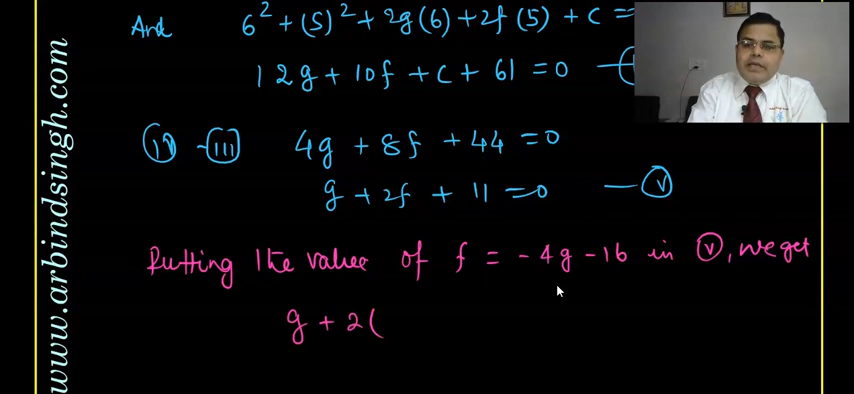 And 6² + (5)² + 2g(6) + 2f(5) + c =
12g + 10f + c + 61 = 0
(iv) - (iii) 4g + 8f + 44 = 0
g + 2f + 11 = 0 — (v)
Putting the value of f = -4g - 16 in (v), we get
g + 2(
www.arbindsingh.com